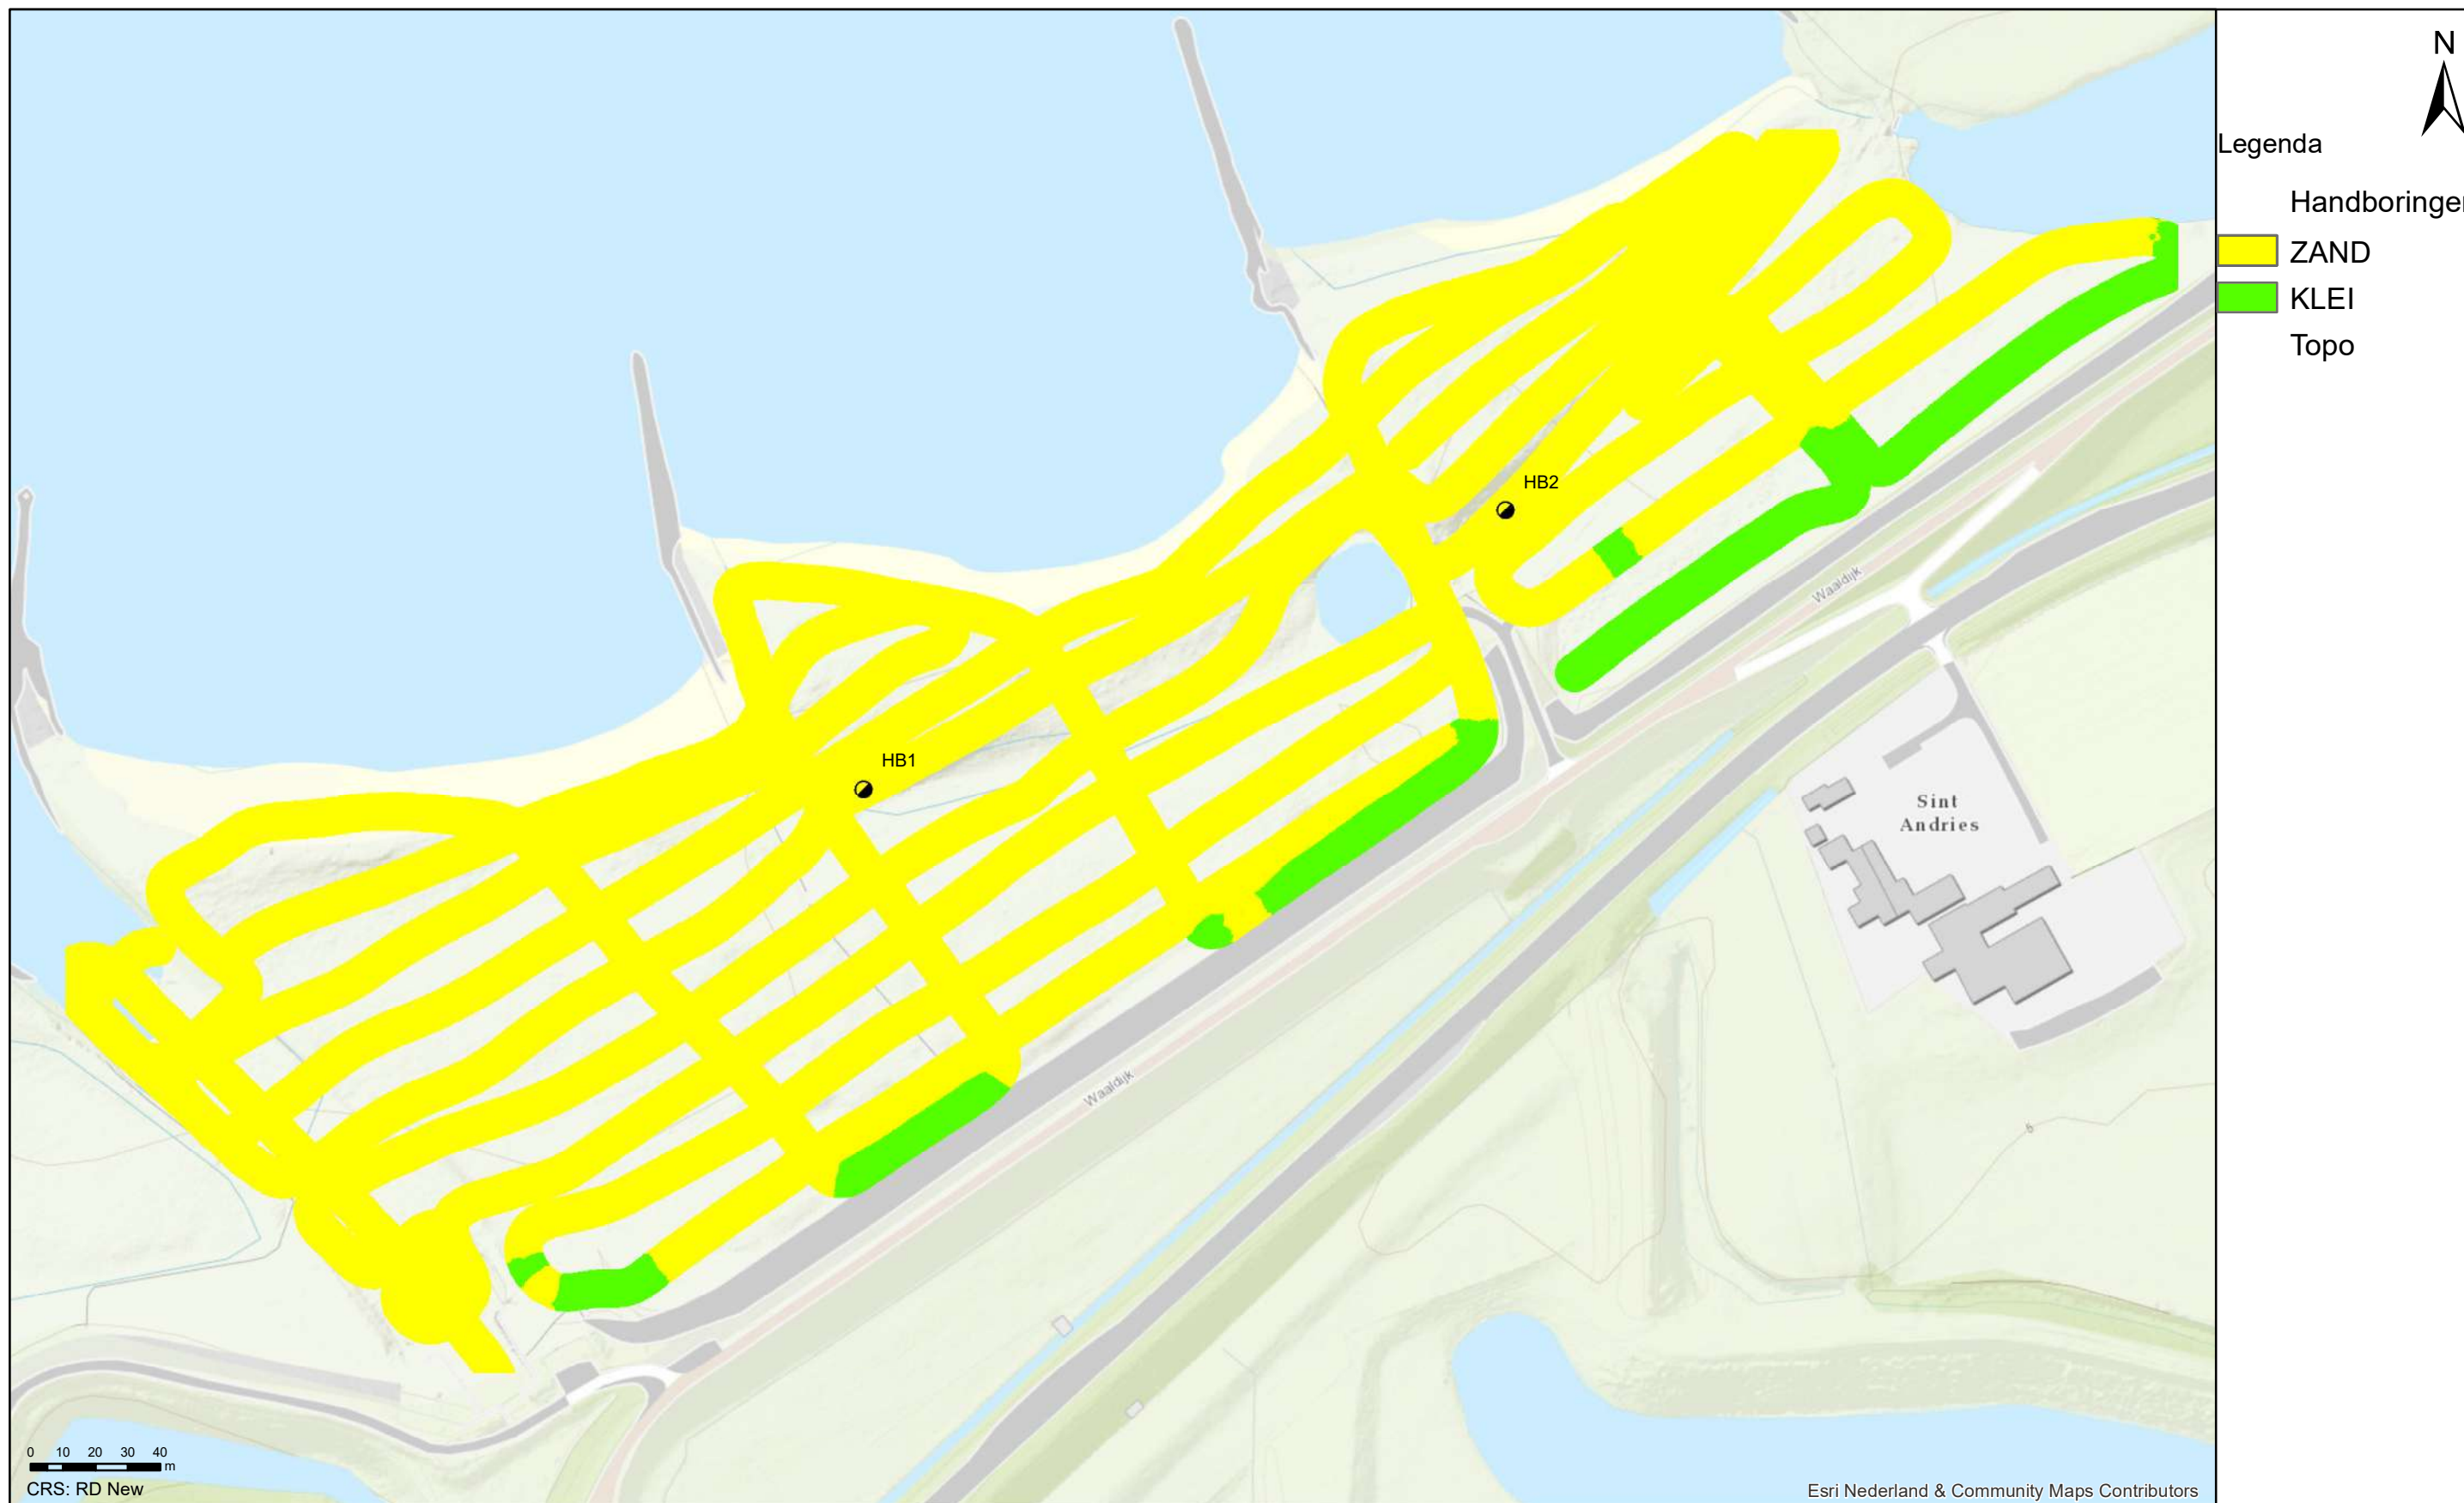 N
Legenda
Handboringen
ZAND
KLEI
Topo
HB2
Waaldijk
HB1
Sint
Andries
Waaldijk
0 10 20 30 40
m
CRS: RD New
Esri Nederland & Community Maps Contributors